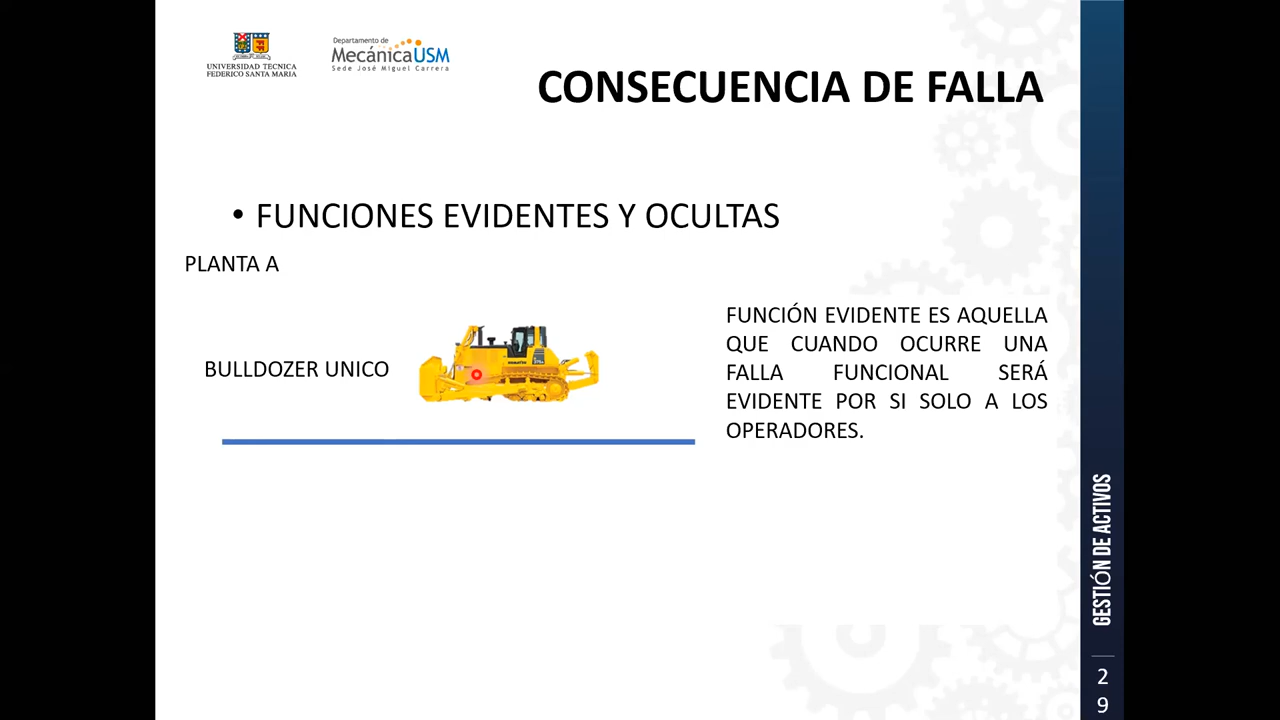 UNIVERSIDAD TECNICA
FEDERICO SANTA MARIA
Departamento de
MecánicaUSM
Sede José Miguel Carrera
CONSECUENCIA DE FALLA
• FUNCIONES EVIDENTES Y OCULTAS
PLANTA A
BULLDOZER UNICO
FUNCIÓN EVIDENTE ES AQUELLA
QUE CUANDO OCURRE UNA
FALLA FUNCIONAL SERÁ
EVIDENTE POR SI SOLO A LOS
OPERADORES.
GESTIÓN DE ACTIVOS
2
9